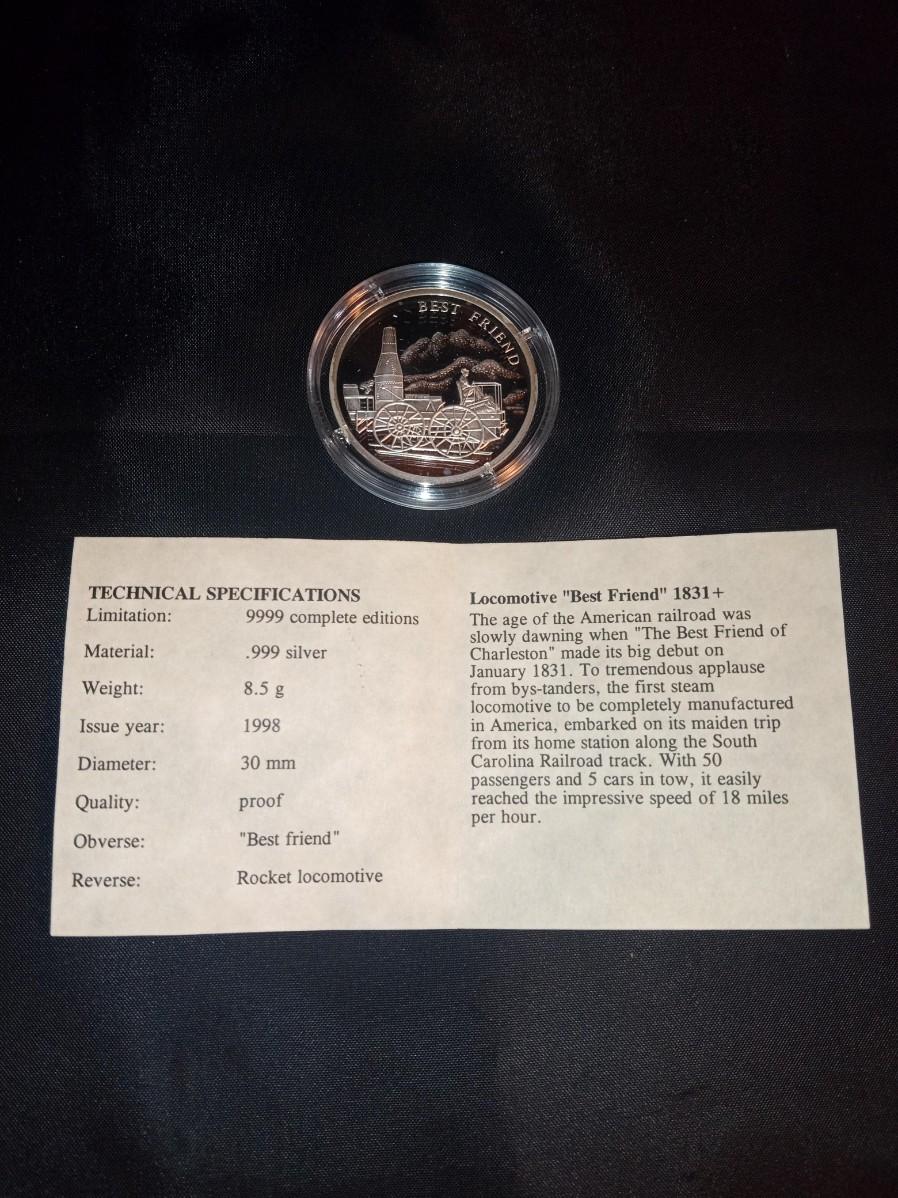 BEST FRIEND
TECHNICAL SPECIFICATIONS
Limitation: 9999 complete editions
Material: .999 silver
Weight: 8.5 g
Issue year: 1998
Diameter: 30 mm
Quality: proof
Obverse: "Best friend"
Reverse: Rocket locomotive
Locomotive "Best Friend" 1831+
The age of the American railroad was
slowly dawning when "The Best Friend of
Charleston" made its big debut on
January 1831. To tremendous applause
from bys-tanders, the first steam
locomotive to be completely manufactured
in America, embarked on its maiden trip
from its home station along the South
Carolina Railroad track. With 50
passengers and 5 cars in tow, it easily
reached the impressive speed of 18 miles
per hour.